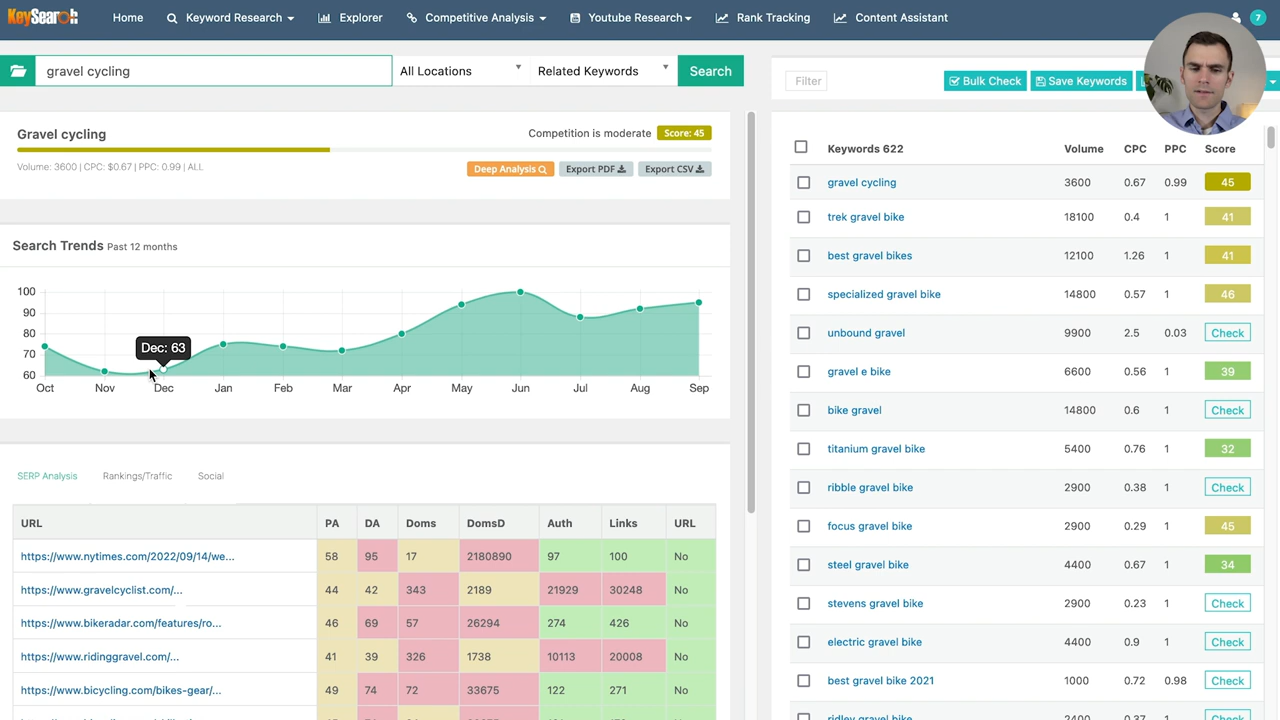 KeySearch Home Keyword Research Explorer Competitive Analysis Youtube Research Rank Tracking Content Assistant 7
gravel cycling All Locations Related Keywords Search
Filter Bulk Check Save Keywords
Gravel cycling Competition is moderate Score: 45
Volume: 3600 | CPC: $0.67 | PPC: 0.99 | ALL
Deep Analysis Export PDF Export CSV
Search Trends Past 12 months
100
90
80
70
60
Dec: 63
Oct Nov Dec Jan Feb Mar Apr May Jun Jul Aug Sep
SERP Analysis Rankings/Traffic Social
URL PA DA Doms DomsD Auth Links URL
https://www.nytimes.com/2022/09/14/we... 58 95 17 2180890 97 100 No
https://www.gravelcyclist.com/... 44 42 343 2189 21929 30248 No
https://www.bikeradar.com/features/ro... 46 69 57 26294 274 426 No
https://www.ridinggravel.com/... 41 39 326 1738 10113 20008 No
https://www.bicycling.com/bikes-gear/... 49 74 72 33675 122 271 No
Keywords 622 Volume CPC PPC Score
gravel cycling 3600 0.67 0.99 45
trek gravel bike 18100 0.4 1 41
best gravel bikes 12100 1.26 1 41
specialized gravel bike 14800 0.57 1 46
unbound gravel 9900 2.5 0.03 Check
gravel e bike 6600 0.56 1 39
bike gravel 14800 0.6 1 Check
titanium gravel bike 5400 0.76 1 32
ribble gravel bike 2900 0.38 1 Check
focus gravel bike 2900 0.29 1 45
steel gravel bike 4400 0.67 1 34
stevens gravel bike 2900 0.23 1 Check
electric gravel bike 4400 0.9 1 Check
best gravel bike 2021 1000 0.72 0.98 Check